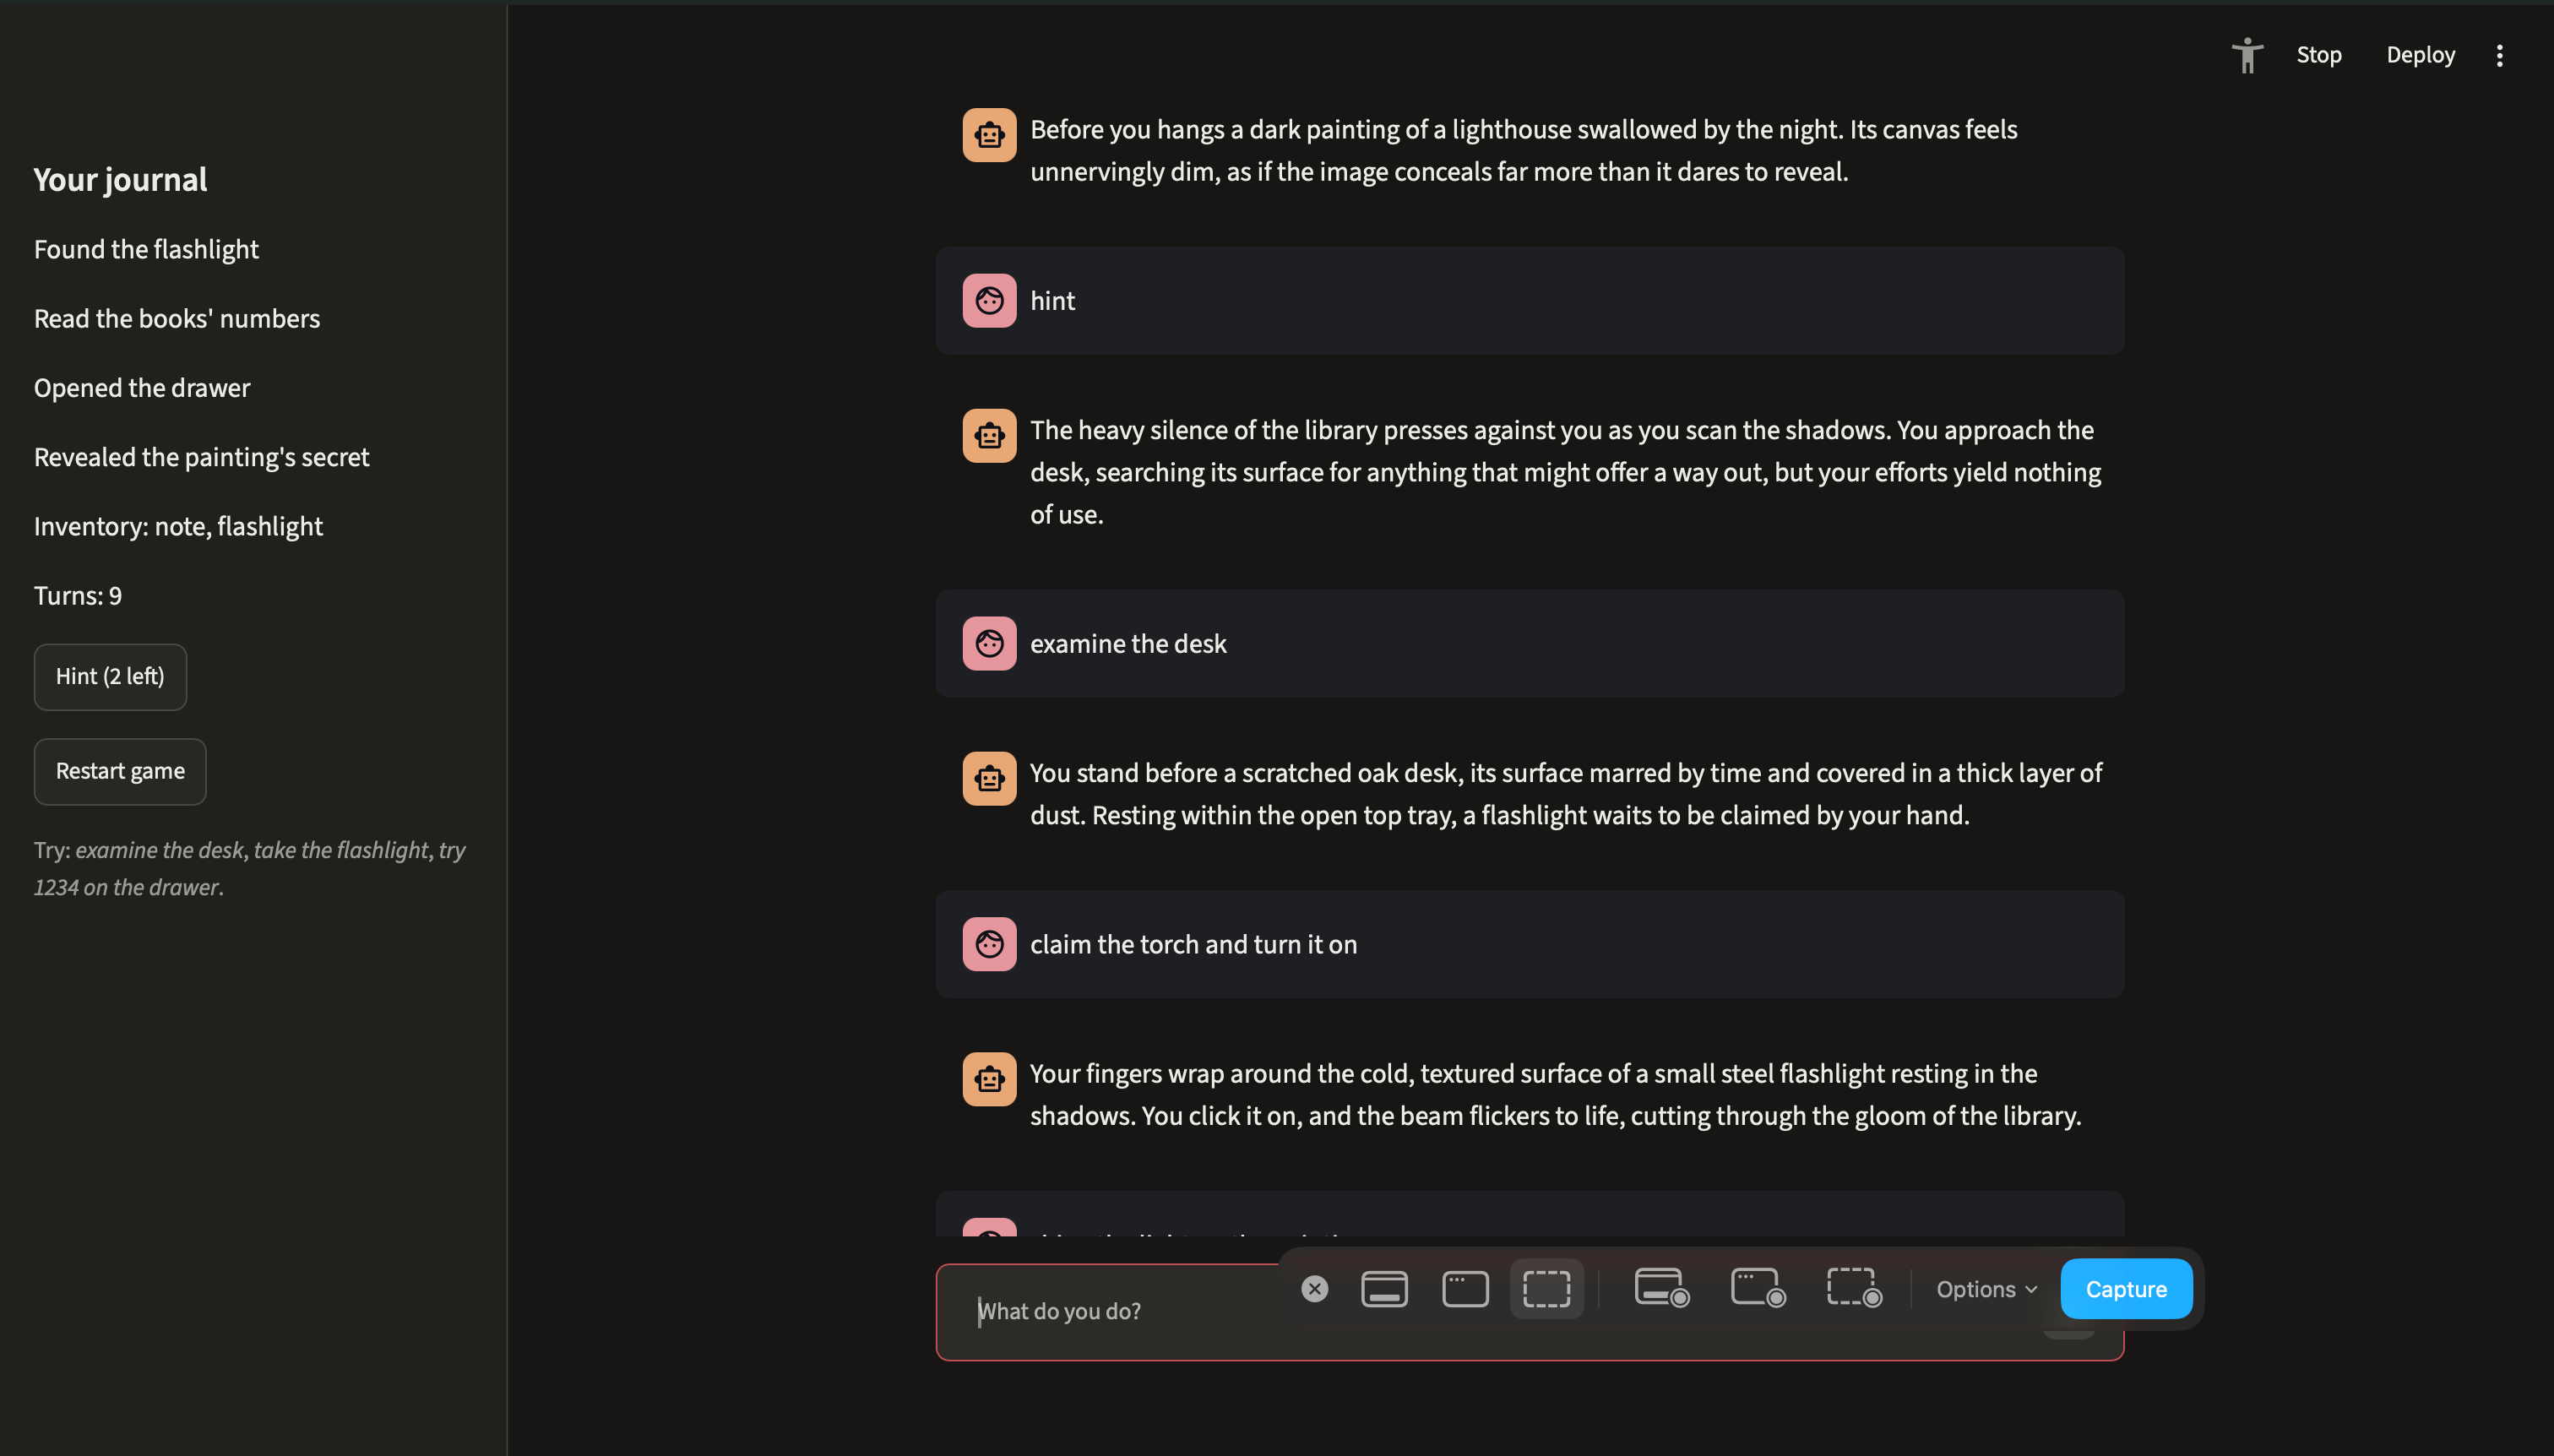 Stop
Deploy
Your journal
Found the flashlight
Read the books' numbers
Opened the drawer
Revealed the painting's secret
Inventory: note, flashlight
Turns: 9
Hint (2 left)
Restart game
Try: examine the desk, take the flashlight, try
1234 on the drawer.
Before you hangs a dark painting of a lighthouse swallowed by the night. Its canvas feels
unnervingly dim, as if the image conceals far more than it dares to reveal.
hint
The heavy silence of the library presses against you as you scan the shadows. You approach the
desk, searching its surface for anything that might offer a way out, but your efforts yield nothing
of use.
examine the desk
You stand before a scratched oak desk, its surface marred by time and covered in a thick layer of
dust. Resting within the open top tray, a flashlight waits to be claimed by your hand.
claim the torch and turn it on
Your fingers wrap around the cold, textured surface of a small steel flashlight resting in the
shadows. You click it on, and the beam flickers to life, cutting through the gloom of the library.
What do you do?
Options
Capture